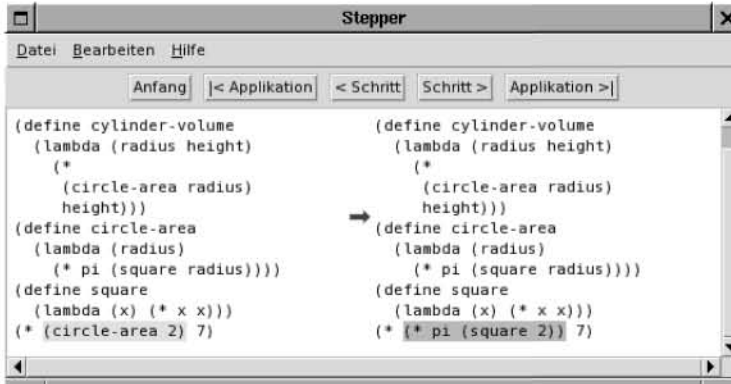 Stepper
Datei Bearbeiten Hilfe
Anfang |< Applikation < Schritt Schritt > Applikation >|
(define cylinder-volume
(lambda (radius height)
(*
(circle-area radius)
height)))
(define circle-area
(lambda (radius)
(* pi (square radius))))
(define square
(lambda (x) (* x x)))
(* (circle-area 2) 7)
(define cylinder-volume
(lambda (radius height)
(*
(circle-area radius)
height)))
(define circle-area
(lambda (radius)
(* pi (square radius))))
(define square
(lambda (x) (* x x)))
(* (* pi (square 2)) 7)